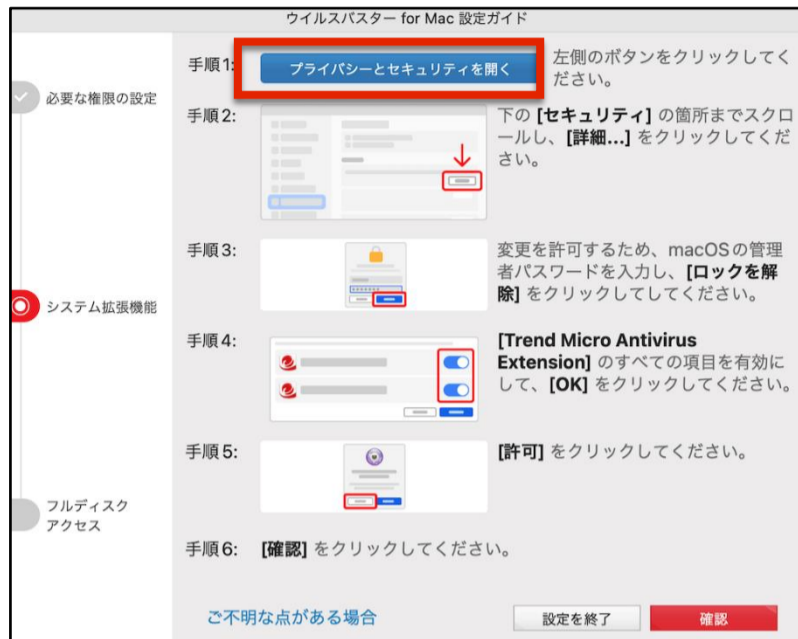 ウイルスバスター for Mac 設定ガイド
必要な権限の設定
システム拡張機能
フルディスク
アクセス
手順1:
プライバシーとセキュリティを開く
左側のボタンをクリックしてく
ださい。
手順2:
下の [セキュリティ] の箇所までスクロ
ールし、[詳細...] をクリックしてくだ
さい。
手順3:
変更を許可するため、macOSの管理
者パスワードを入力し、[ロックを解
除] をクリックしてしてください。
手順4:
[Trend Micro Antivirus
Extension] のすべての項目を有効に
して、[OK] をクリックしてください。
手順5:
[許可] をクリックしてください。
手順6:
[確認] をクリックしてください。
ご不明な点がある場合
設定を終了
確認